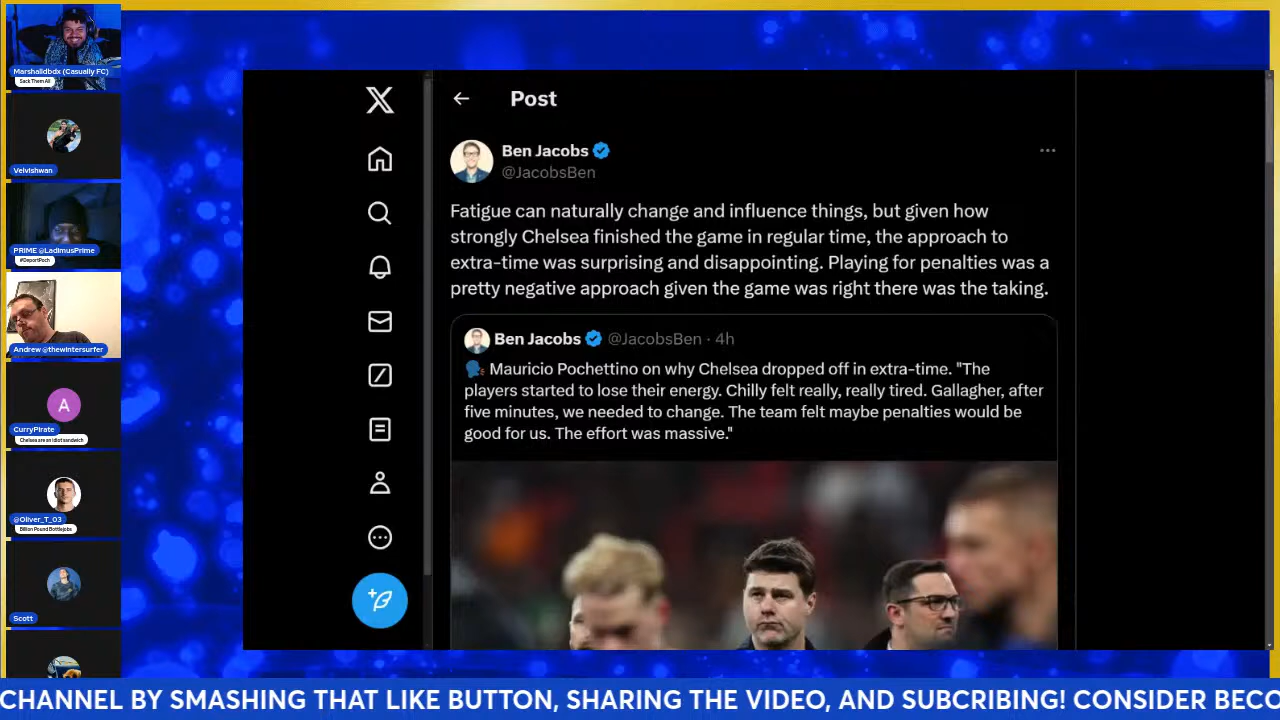 Marshalldbdx (Casually FC)
Sack Them All
Velvishwan
PRIME @LadimusPrime
#DeportPoch
Andrew @thewintersurfer
A
CurryPirate
Chelsea are an idiot sandwich
@Oliver_T_03
Billion Pound Bottlejobs
Scott
Post
Ben Jacobs
@JacobsBen
Fatigue can naturally change and influence things, but given how
strongly Chelsea finished the game in regular time, the approach to
extra-time was surprising and disappointing. Playing for penalties was a
pretty negative approach given the game was right there was the taking.
Ben Jacobs @JacobsBen · 4h
🗣️ Mauricio Pochettino on why Chelsea dropped off in extra-time. "The
players started to lose their energy. Chilly felt really, really tired. Gallagher, after
five minutes, we needed to change. The team felt maybe penalties would be
good for us. The effort was massive."
CHANNEL BY SMASHING THAT LIKE BUTTON, SHARING THE VIDEO, AND SUBCRIBING! CONSIDER BECO